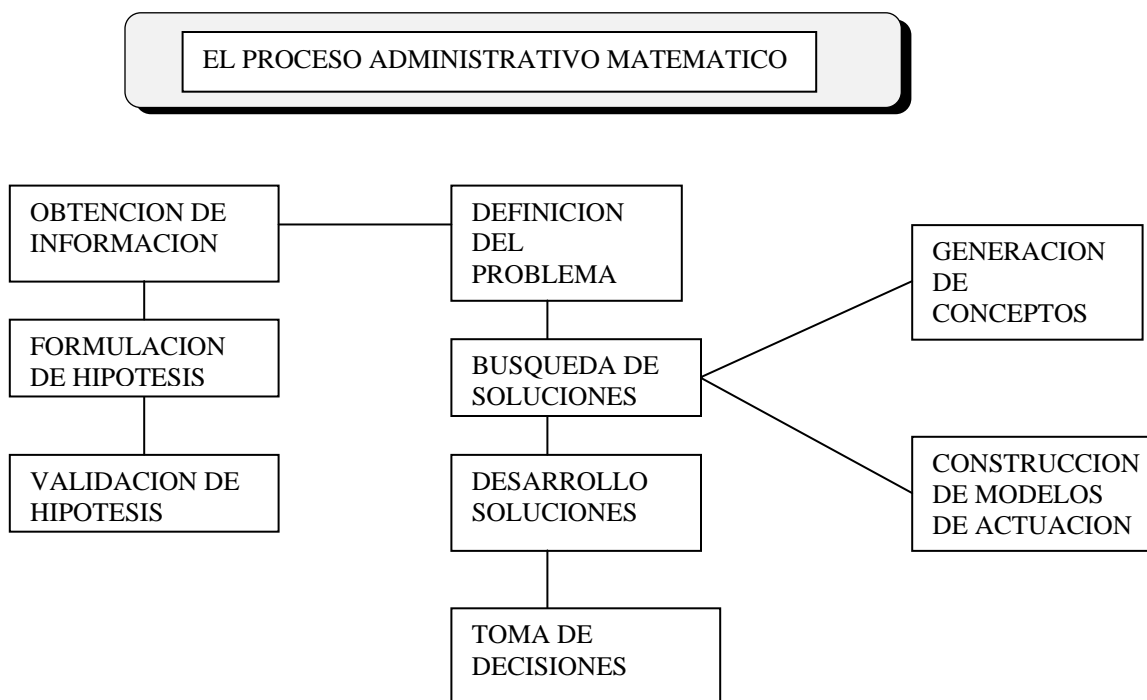 EL PROCESO ADMINISTRATIVO MATEMATICO
OBTENCION DE
INFORMACION
FORMULACION
DE HIPOTESIS
VALIDACION DE
HIPOTESIS
DEFINICION
DEL
PROBLEMA
BUSQUEDA DE
SOLUCIONES
DESARROLLO
SOLUCIONES
TOMA DE
DECISIONES
GENERACION
DE
CONCEPTOS
CONSTRUCCION
DE MODELOS
DE ACTUACION